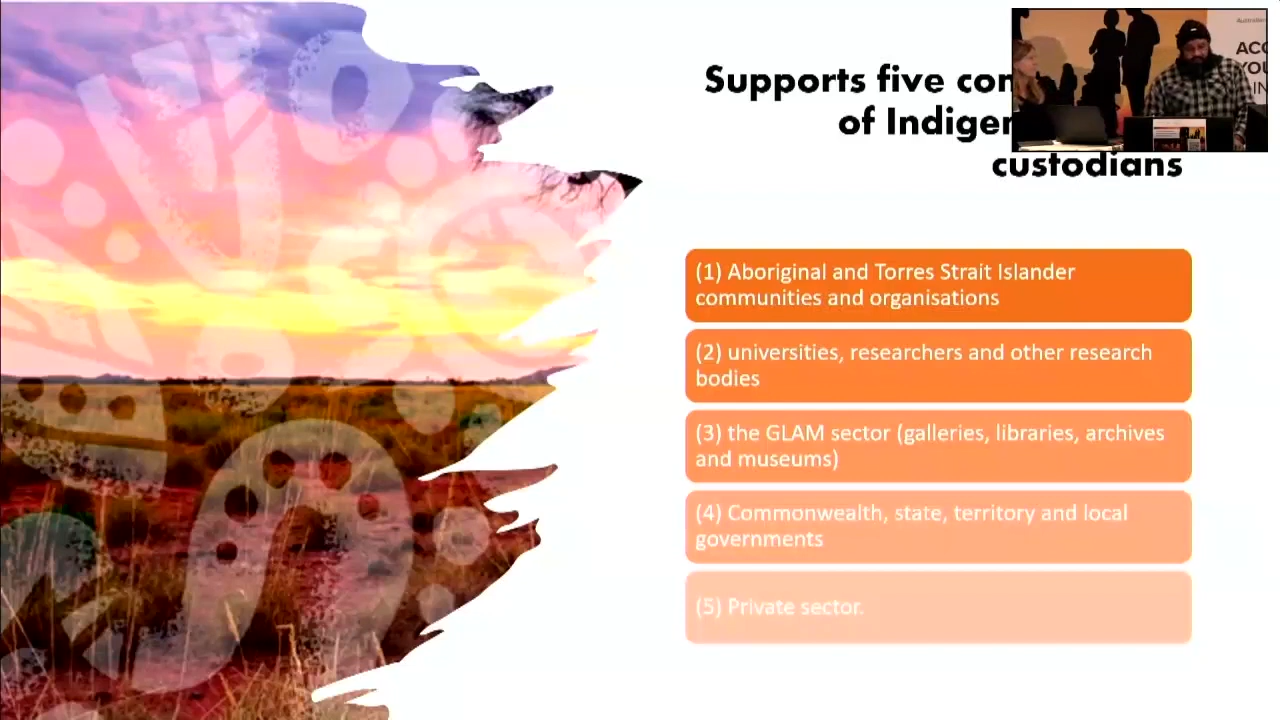 Supports five
of
custodians
(1) Aboriginal and Torres Strait Islander
communities and organisations
(2) universities, researchers and other research
bodies
(3) the GLAM sector (galleries, libraries, archives
and museums)
(4) Commonwealth, state, territory and local
governments
(5) Private sector.